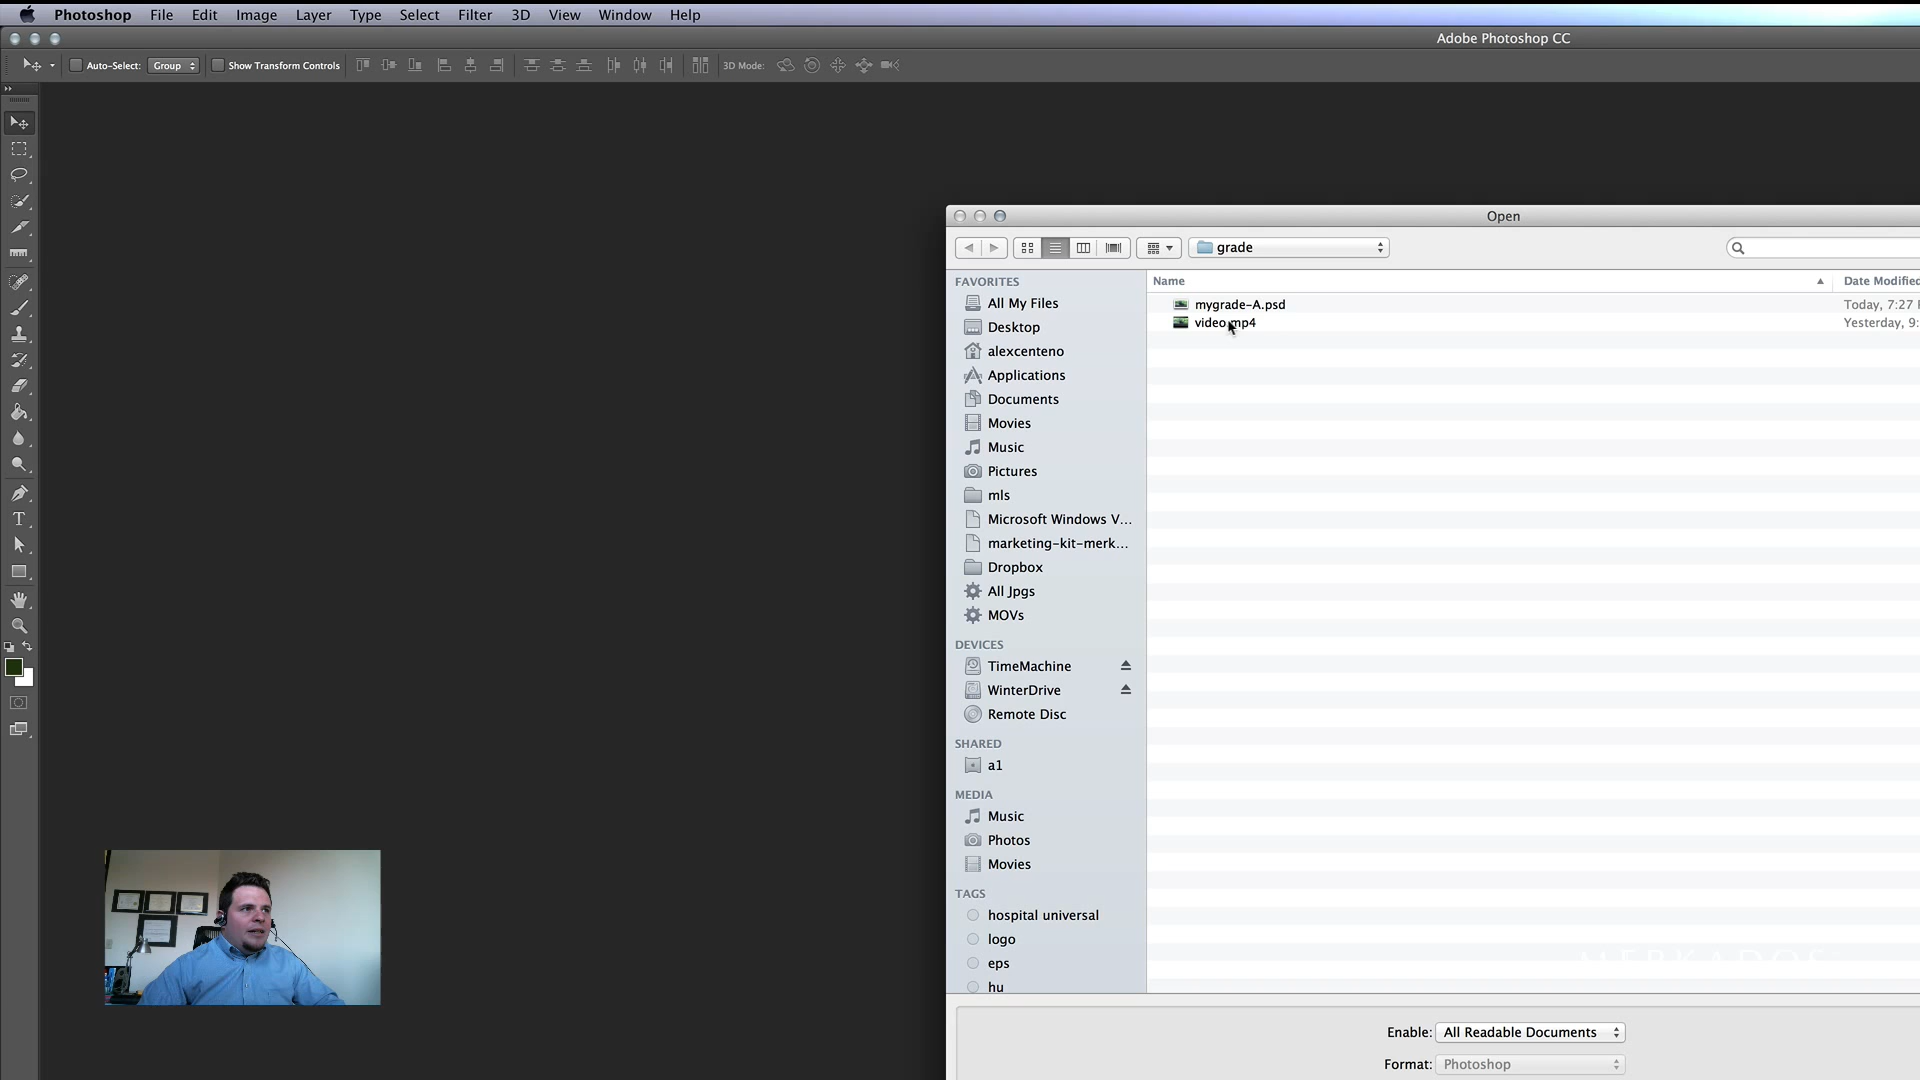 Photoshop File Edit Image Layer Type Select Filter 3D View Window Help
Adobe Photoshop CC
Auto-Select: Group Show Transform Controls 3D Mode:
Open
grade
FAVORITES
All My Files
Desktop
alexcenteno
Applications
Documents
Movies
Music
Pictures
mls
Microsoft Windows V...
marketing-kit-merk...
Dropbox
All Jpgs
MOVs
DEVICES
TimeMachine
WinterDrive
Remote Disc
SHARED
a1
MEDIA
Music
Photos
Movies
TAGS
hospital universal
logo
eps
hu
Name Date Modified
mygrade-A.psd Today, 7:27
video.mp4 Yesterday, 9:
MERKADOS
Enable: All Readable Documents
Format: Photoshop